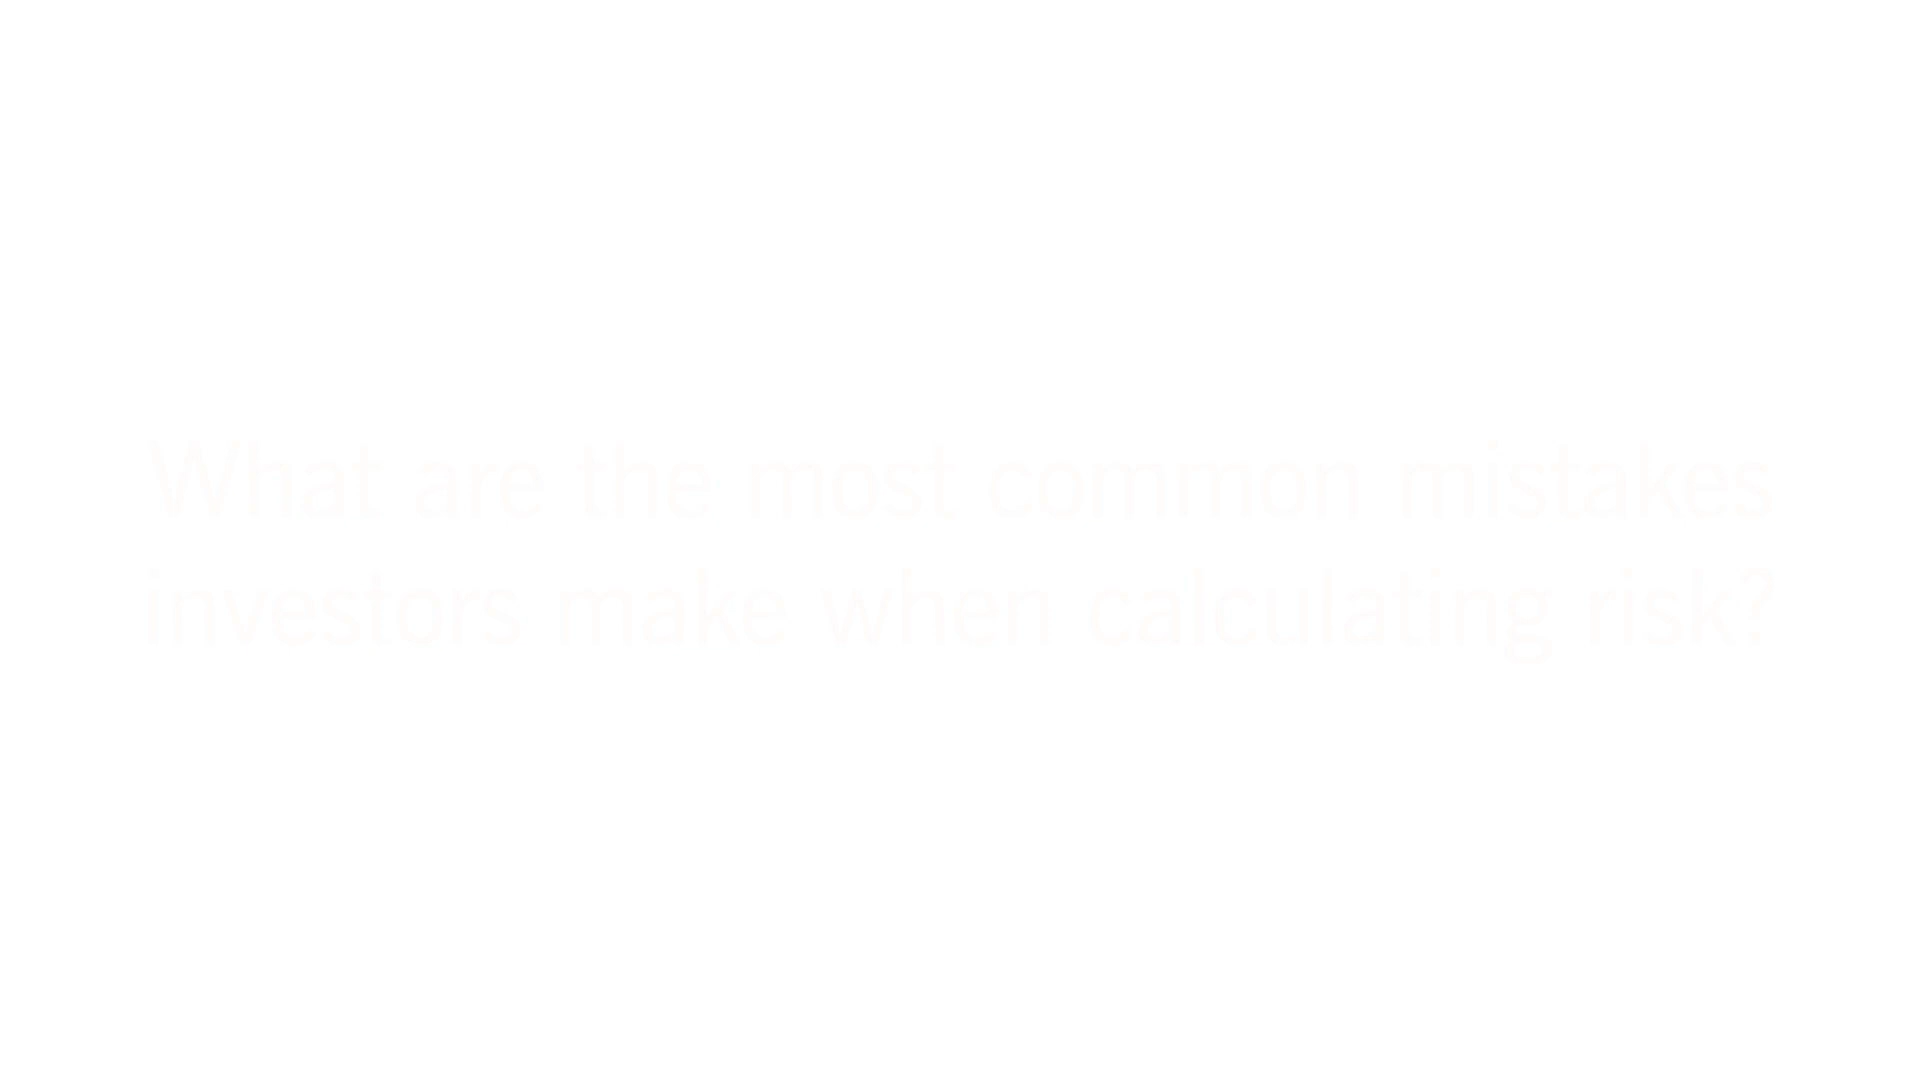 What are the most common mistakes
investors make when calculating risk?